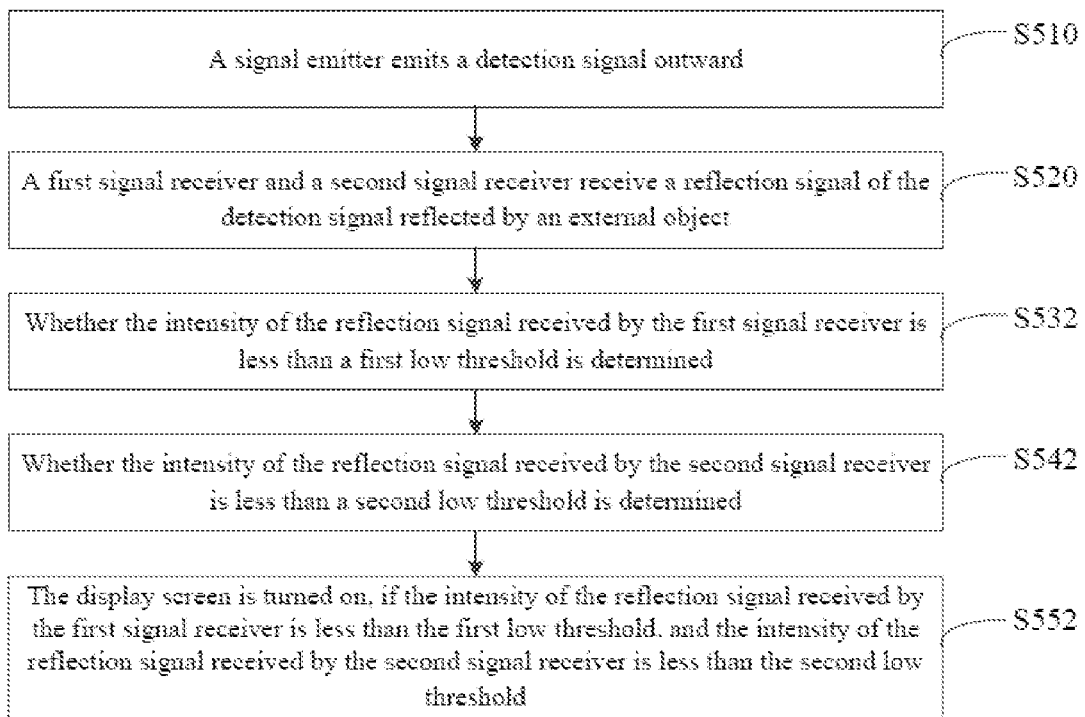 A signal emitter emits a detection signal outward
S510
A first signal receiver and a second signal receiver receive a reflection signal of the
detection signal reflected by an external object
S520
Whether the intensity of the reflection signal received by the first signal receiver is
less than a first low threshold is determined
S532
Whether the intensity of the reflection signal received by the second signal receiver
is less than a second low threshold is determined
S542
The display screen is turned on, if the intensity of the reflection signal received by
the first signal receiver is less than the first low threshold, and the intensity of the
reflection signal received by the second signal receiver is less than the second low
threshold
S552